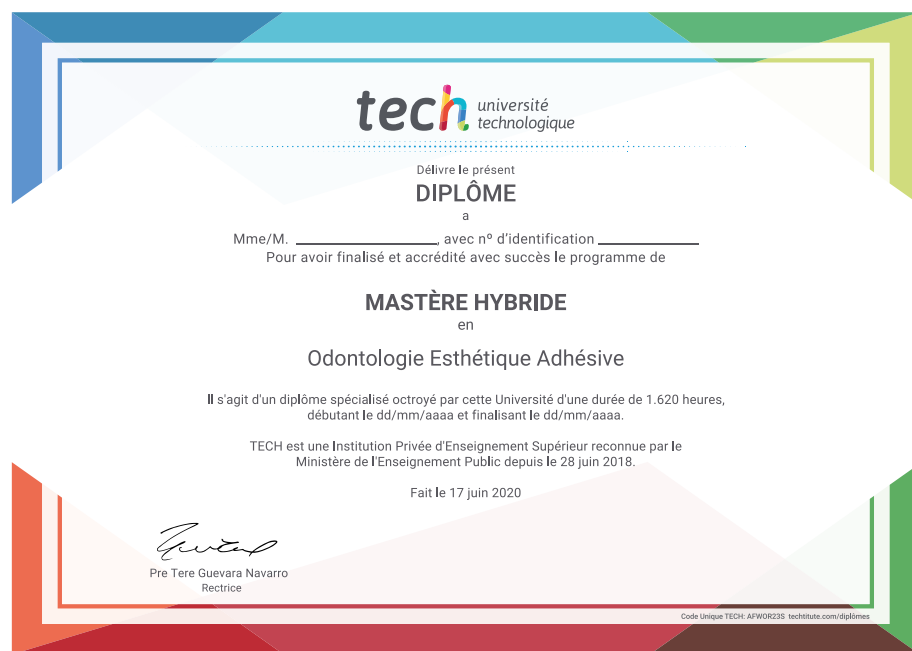 tech université
technologique
Délivre le présent
DIPLÔME
a
Mme/M. ____________________, avec nº d'identification ______________
Pour avoir finalisé et accrédité avec succès le programme de
MASTÈRE HYBRIDE
en
Odontologie Esthétique Adhésive
Il s'agit d'un diplôme spécialisé octroyé par cette Université d'une durée de 1.620 heures,
débutant le dd/mm/aaaa et finalisant le dd/mm/aaaa.
TECH est une Institution Privée d'Enseignement Supérieur reconnue par le
Ministère de l'Enseignement Public depuis le 28 juin 2018.
Fait le 17 juin 2020
Pre Tere Guevara Navarro
Rectrice
Code Unique TECH: AFWOR23S techtitute.com/diplômes